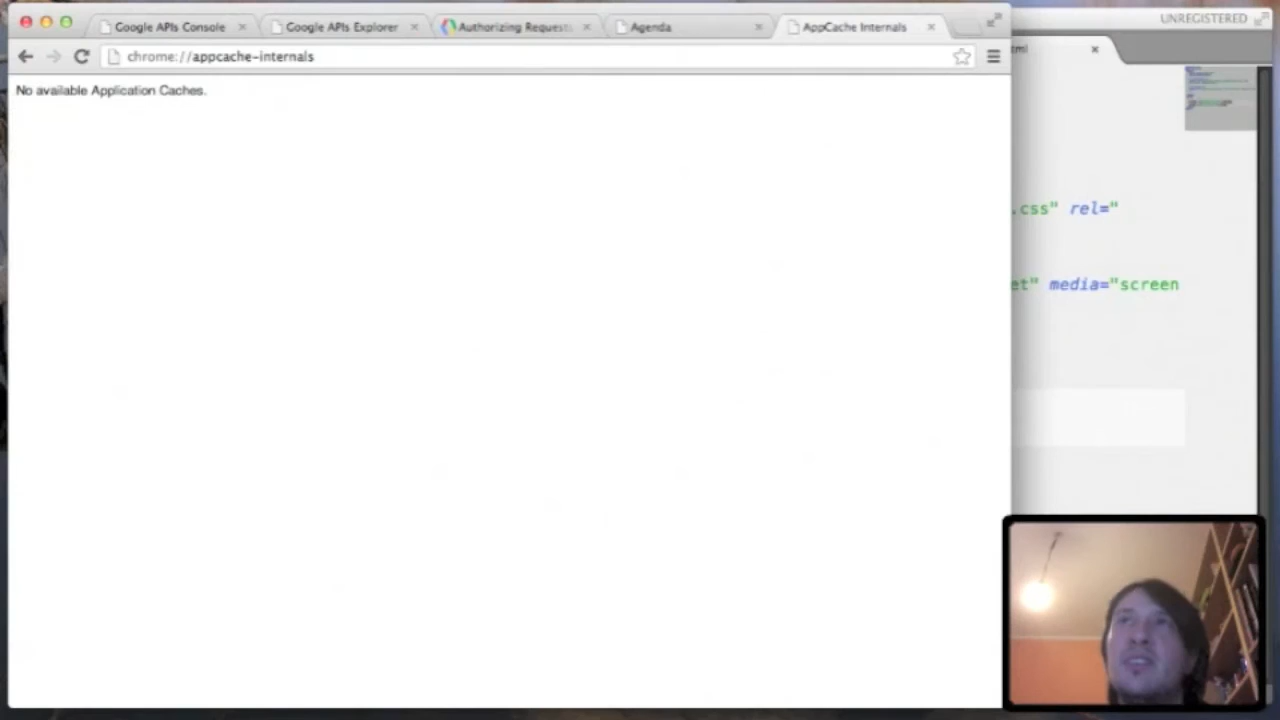 Google APIs Console
Google APIs Explorer
Authorizing Request
Agenda
AppCache Internals
UNREGISTERED
chrome://appcache-internals
No available Application Caches.
.css" rel="
et" media="screen